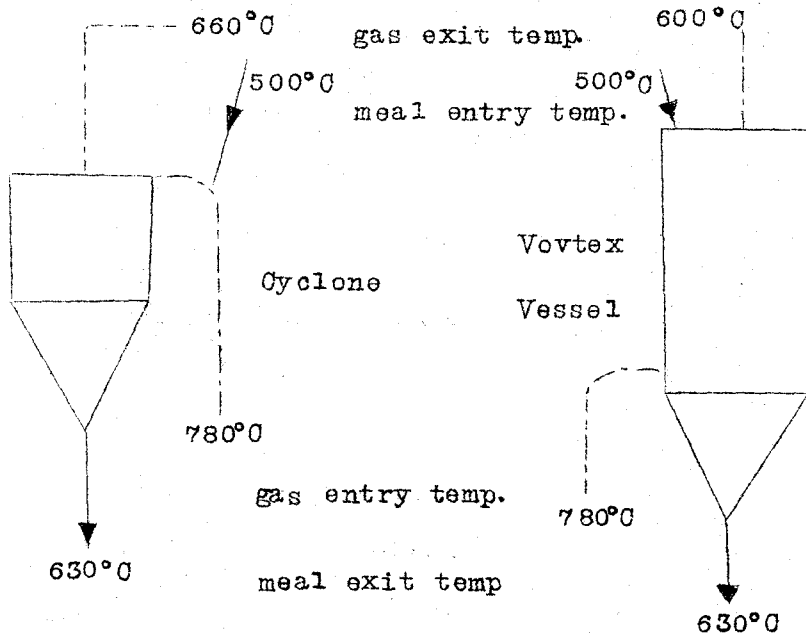 660°C gas exit temp. 600°C
500°C 500°C
meal entry temp.
Vovtex
Cyclone
Vessel
780°C
gas entry temp.
780°C
630°C meal exit temp
630°C